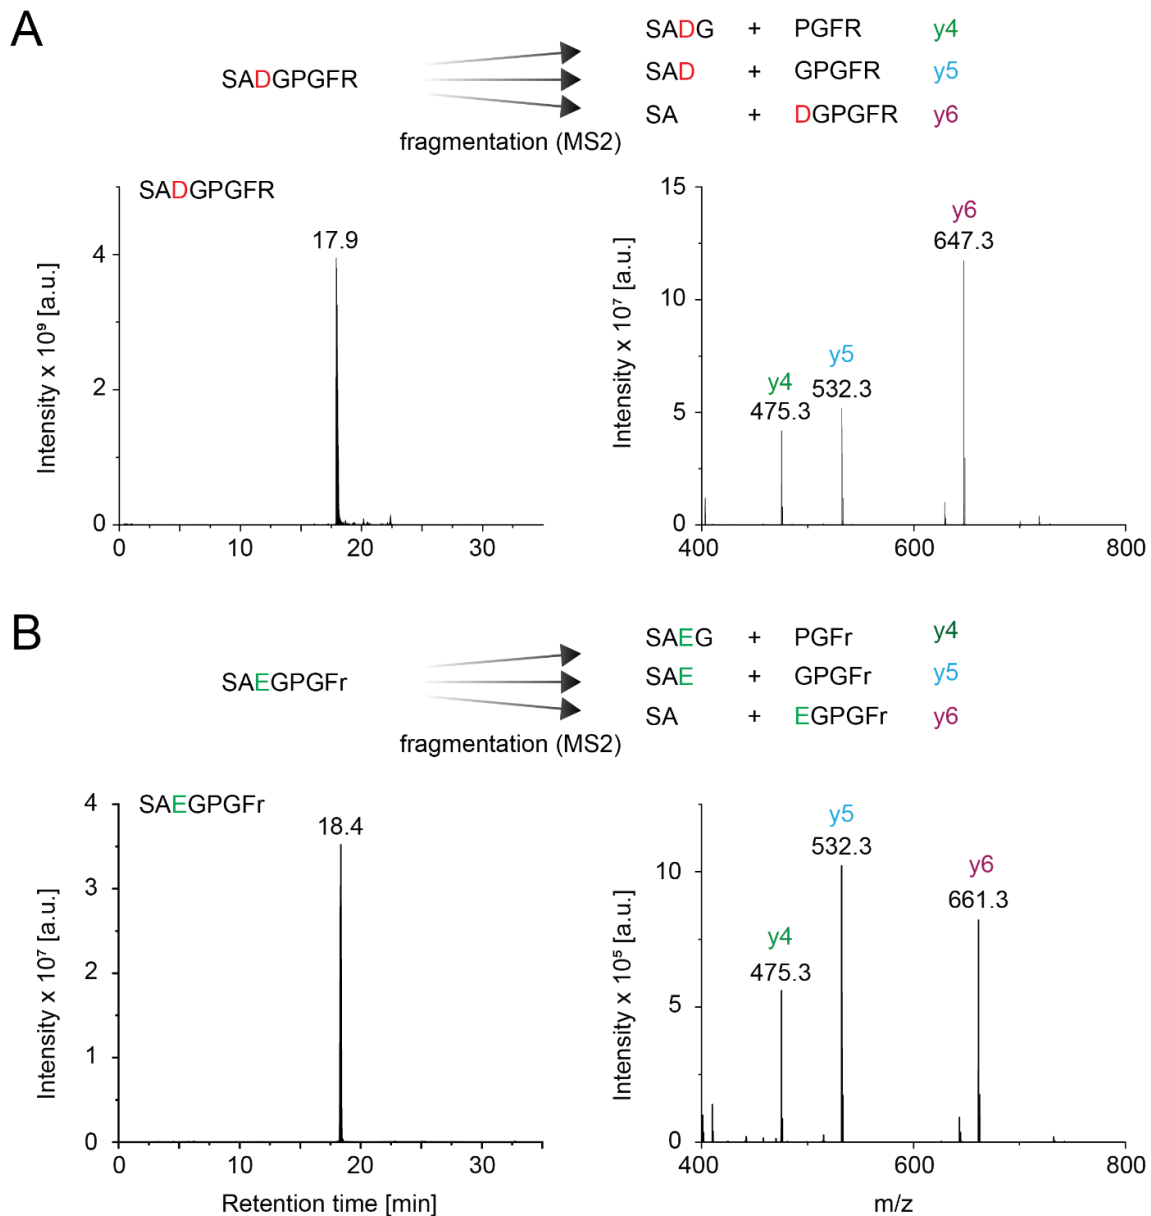 A
SADGPGFR
fragmentation (MS2)
SADG + PGFR y4
SAD + GPGFR y5
SA + DGPGFR y6
SADGPGFR
17.9
Intensity x 10⁹ [a.u.]
4
2
0
0 10 20 30
15
10
5
0
Intensity x 10⁷ [a.u.]
y6
647.3
y5
532.3
y4
475.3
400 600 800
B
SAEGPGFr
fragmentation (MS2)
SAEG + PGFr y4
SAE + GPGFr y5
SA + EGPGFr y6
SAEGPGFr
18.4
Intensity x 10⁷ [a.u.]
4
3
2
1
0
0 10 20 30
Retention time [min]
Intensity x 10⁵ [a.u.]
10
5
0
y5
532.3
y6
661.3
y4
475.3
400 600 800
m/z